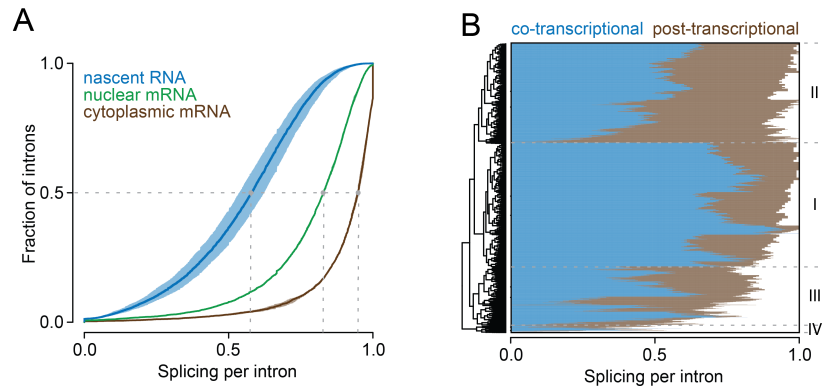 A
nascent RNA
nuclear mRNA
cytoplasmic mRNA
Fraction of introns
1.0
0.5
0.0
0.0 0.5 1.0
Splicing per intron
B
co-transcriptional post-transcriptional
II
I
III
IV
0.0 0.5 1.0
Splicing per intron